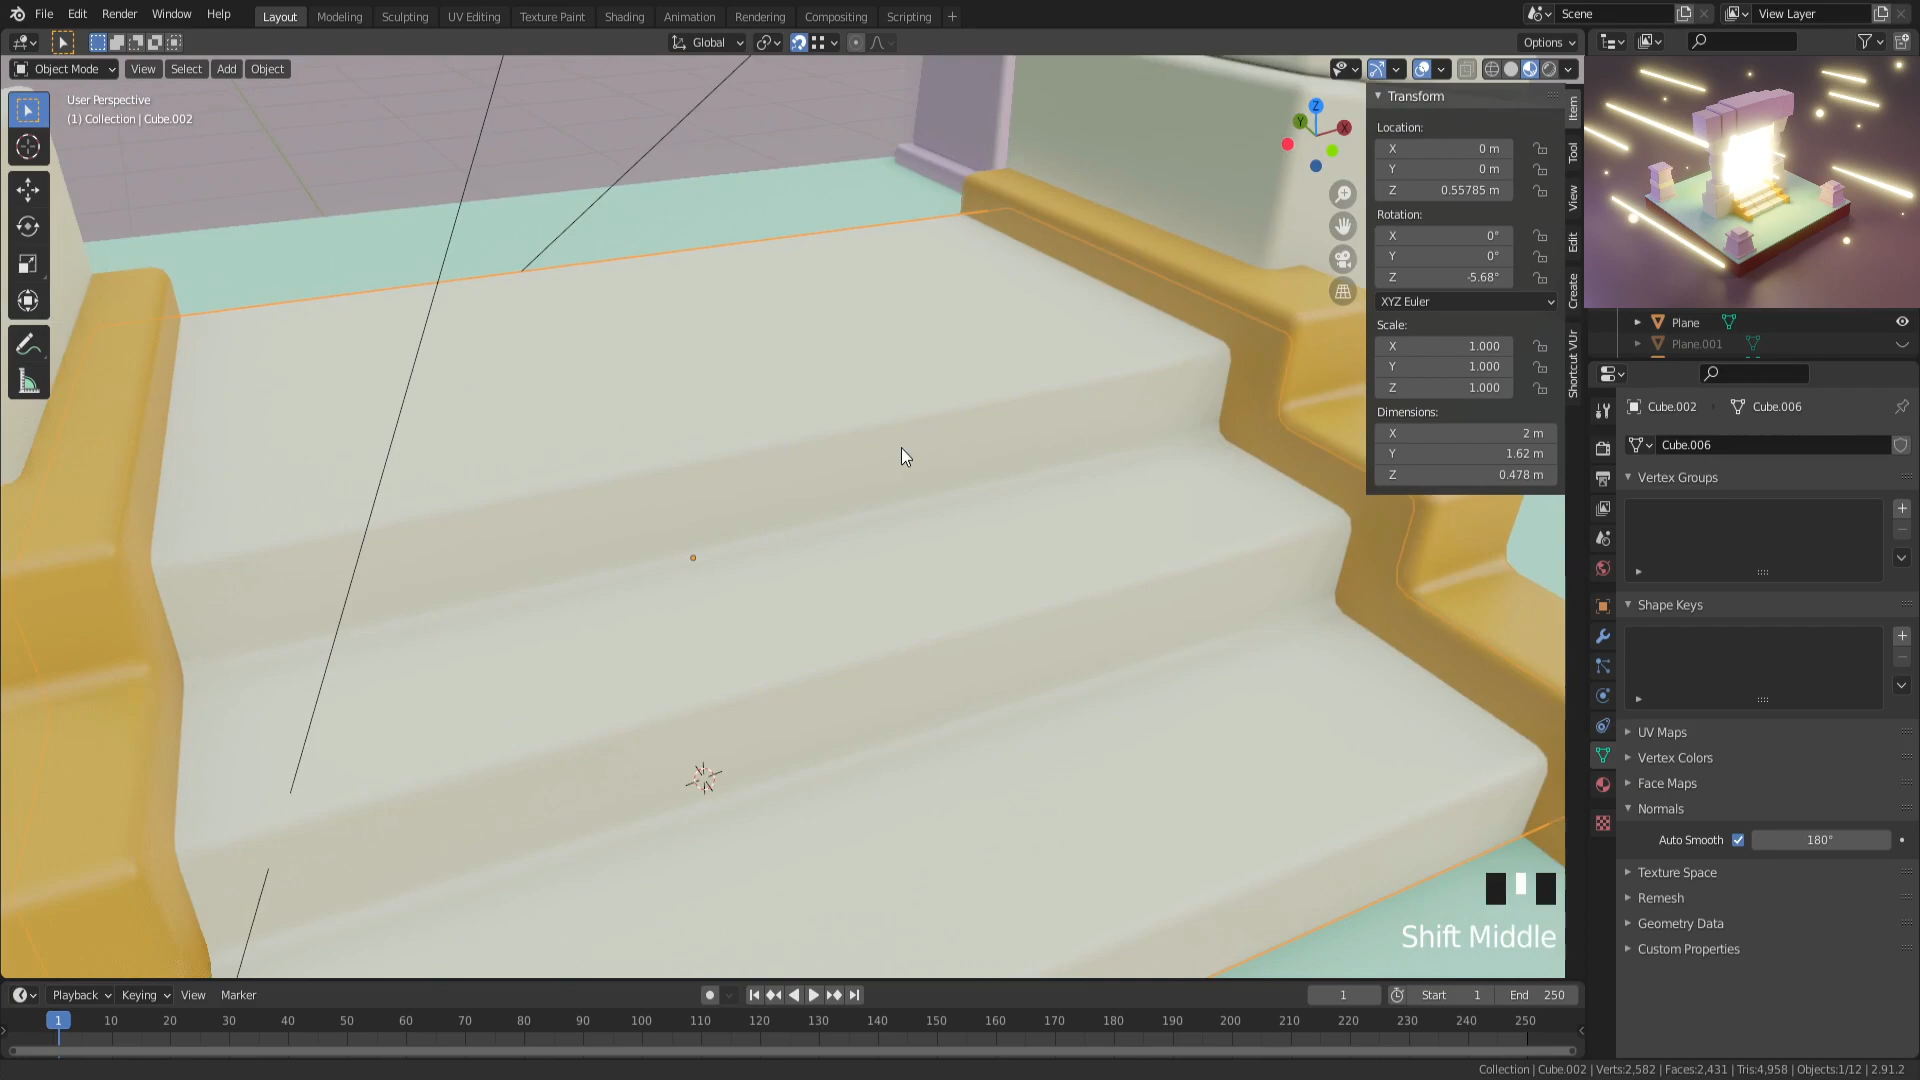 File Edit Render Window Help Layout Modeling Sculpting UV Editing Texture Paint Shading Animation Rendering Compositing Scripting + Scene View Layer
Global Options
Object Mode View Select Add Object
User Perspective
(1) Collection | Cube.002
Z
Y
X
Transform
Location:
X 0 m
Y 0 m
Z 0.55785 m
Rotation:
X 0°
Y 0°
Z -5.68°
XYZ Euler
Scale:
X 1.000
Y 1.000
Z 1.000
Dimensions:
X 2 m
Y 1.62 m
Z 0.478 m
Item
Tool
View
Edit
Create
Shortcut VUr
Plane
Plane.001
Cube.002 Cube.006
Cube.006
Vertex Groups
Shape Keys
UV Maps
Vertex Colors
Face Maps
Normals
Auto Smooth 180°
Texture Space
Remesh
Geometry Data
Custom Properties
Shift Middle
Playback Keying View Marker 1 Start 1 End 250
1 10 20 30 40 50 60 70 80 90 100 110 120 130 140 150 160 170 180 190 200 210 220 230 240 250
Collection | Cube.002 | Verts:2,582 | Faces:2,431 | Tris:4,958 | Objects:1/12 | 2.91.2